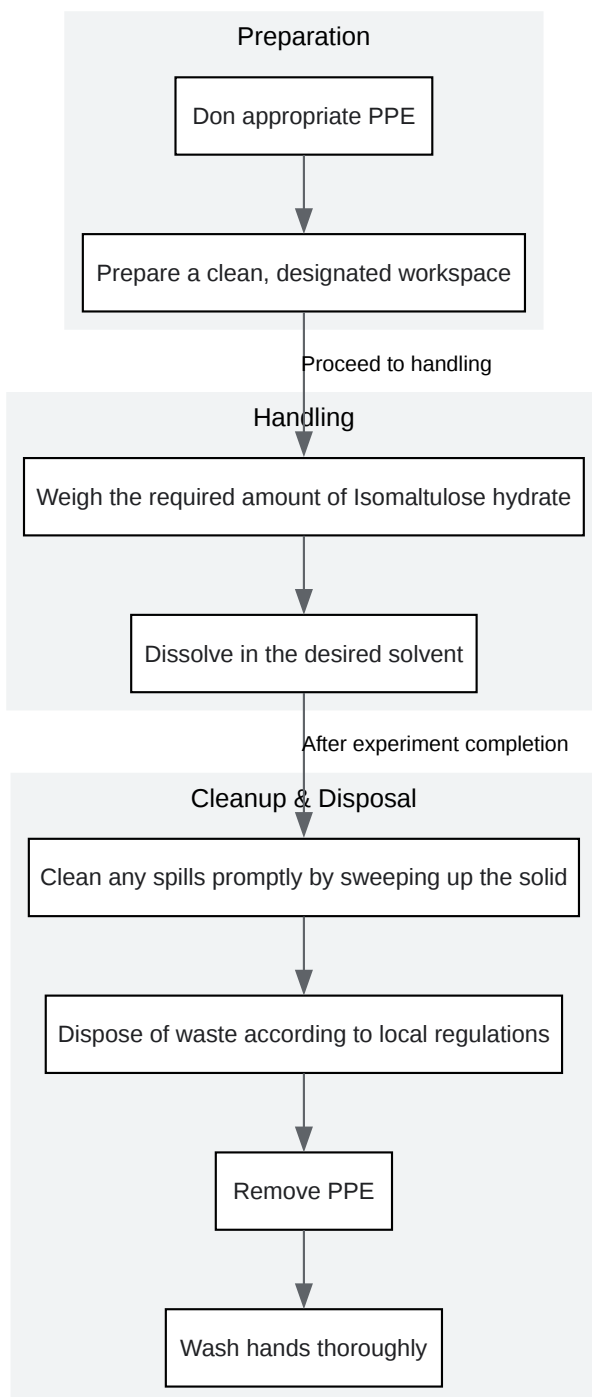 Preparation
Don appropriate PPE
Prepare a clean, designated workspace
Proceed to handling
Handling
Weigh the required amount of Isomaltulose hydrate
Dissolve in the desired solvent
After experiment completion
Cleanup & Disposal
Clean any spills promptly by sweeping up the solid
Dispose of waste according to local regulations
Remove PPE
Wash hands thoroughly